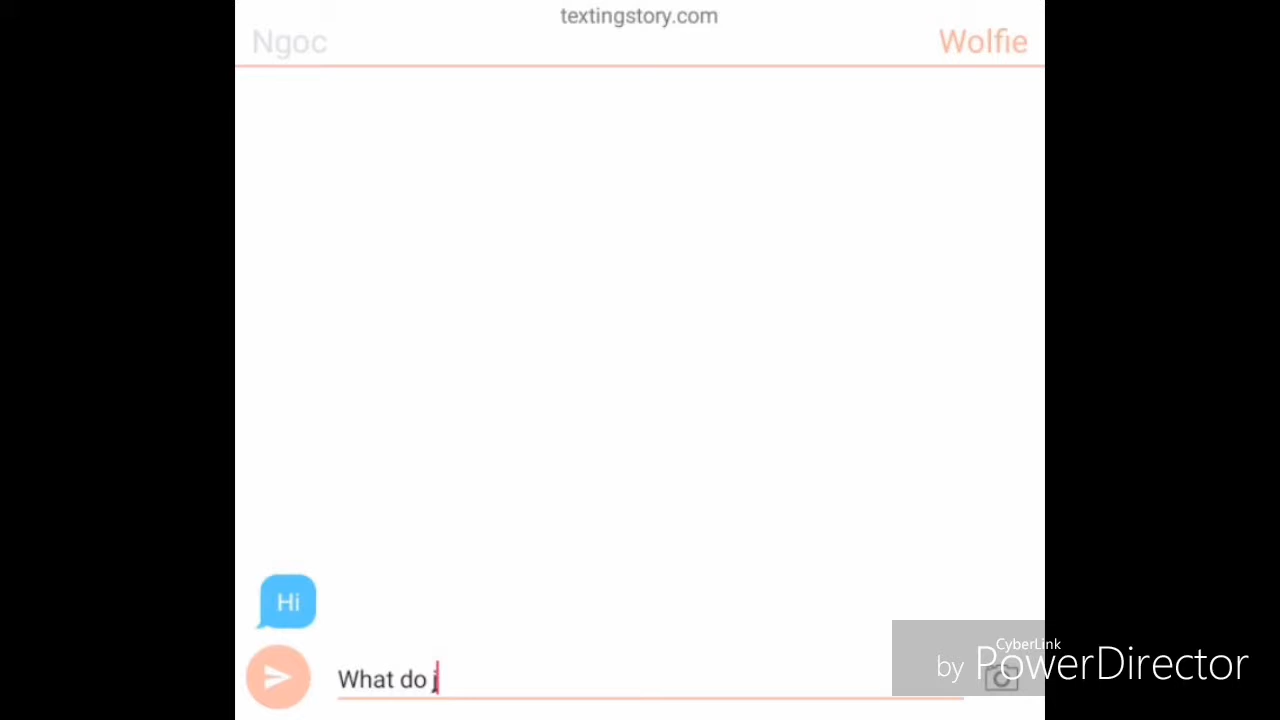 textingstory.com
Ngoc
Wolfie
Hi
What do j
CyberLink
by PowerDirector